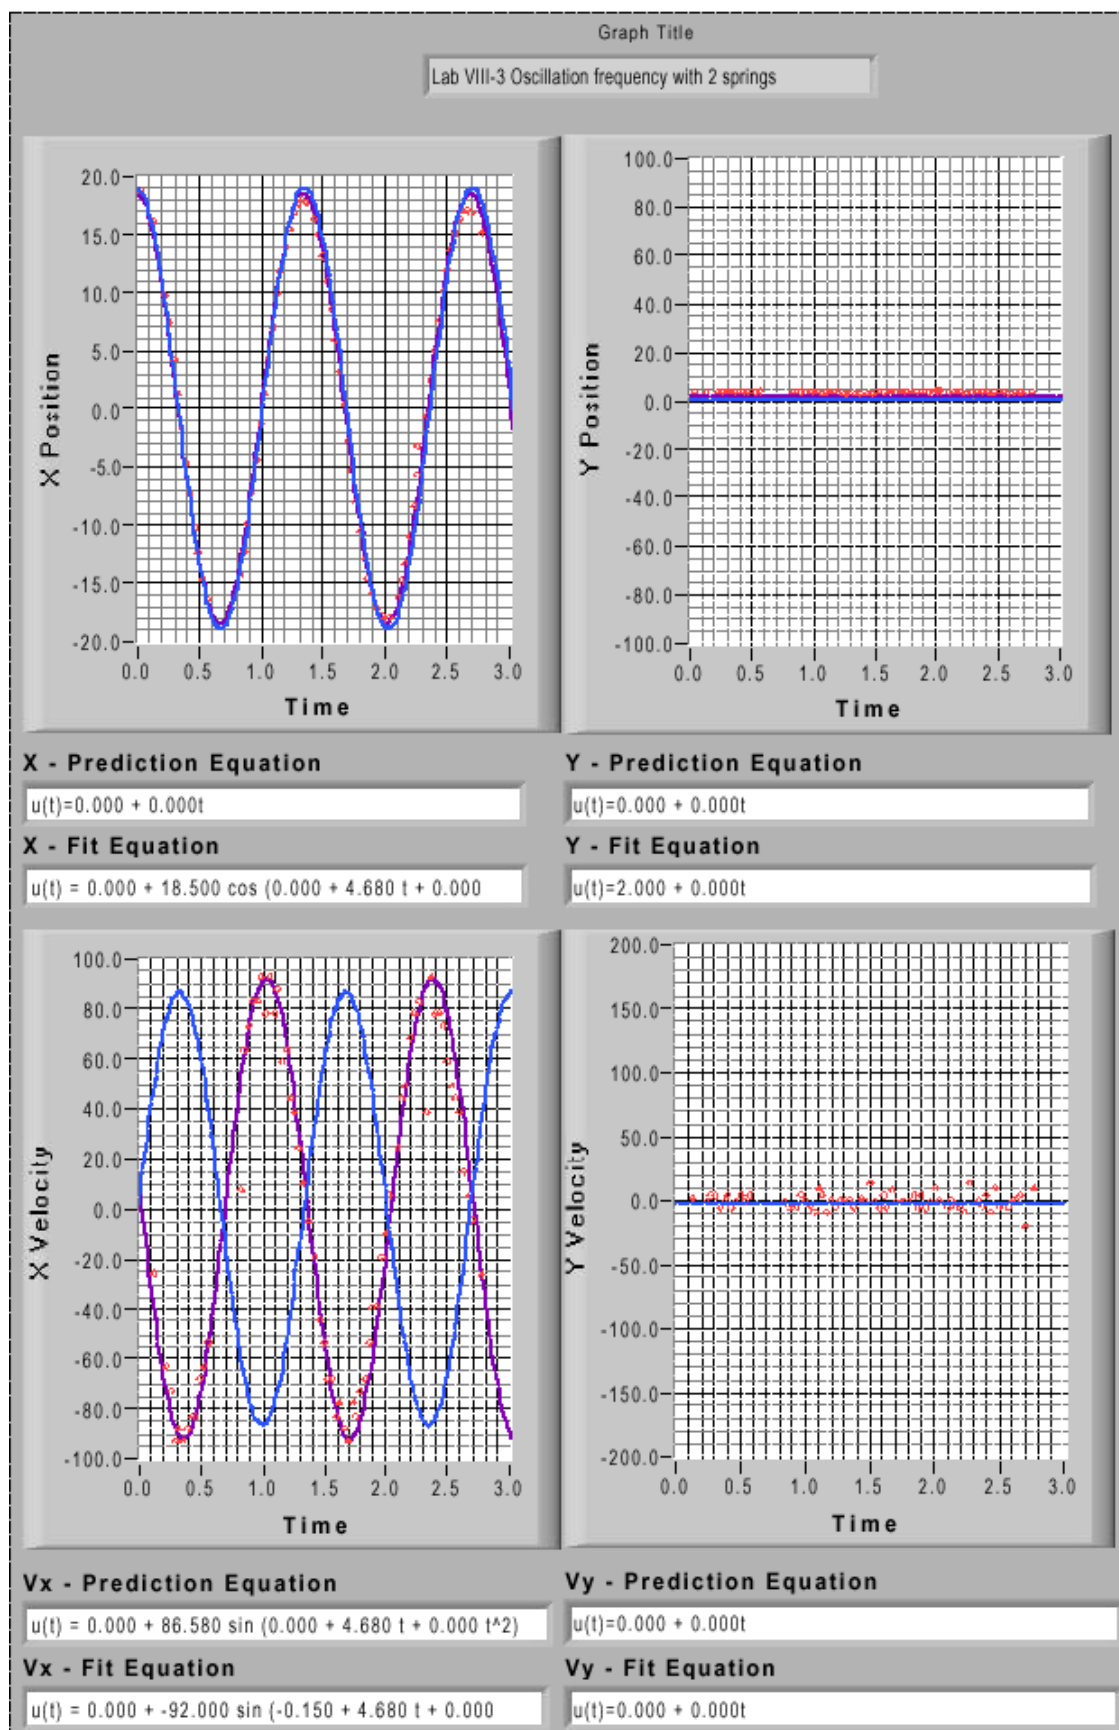 Graph Title
Lab VIII-3 Oscillation frequency with 2 springs
20.0
15.0
10.0
5.0
0.0
-5.0
-10.0
-15.0
-20.0
X Position
0.0 0.5 1.0 1.5 2.0 2.5 3.0
Time
100.0
80.0
60.0
40.0
20.0
0.0
-20.0
-40.0
-60.0
-80.0
-100.0
Y Position
0.0 0.5 1.0 1.5 2.0 2.5 3.0
Time
X - Prediction Equation
u(t)=0.000 + 0.000t
Y - Prediction Equation
u(t)=0.000 + 0.000t
X - Fit Equation
u(t) = 0.000 + 18.500 cos (0.000 + 4.680 t + 0.000
Y - Fit Equation
u(t)=2.000 + 0.000t
100.0
80.0
60.0
40.0
20.0
0.0
-20.0
-40.0
-60.0
-80.0
-100.0
X Velocity
0.0 0.5 1.0 1.5 2.0 2.5 3.0
Time
200.0
150.0
100.0
50.0
0.0
-50.0
-100.0
-150.0
-200.0
Y Velocity
0.0 0.5 1.0 1.5 2.0 2.5 3.0
Time
Vx - Prediction Equation
u(t) = 0.000 + 86.580 sin (0.000 + 4.680 t + 0.000 t^2)
Vy - Prediction Equation
u(t)=0.000 + 0.000t
Vx - Fit Equation
u(t) = 0.000 + -92.000 sin (-0.150 + 4.680 t + 0.000
Vy - Fit Equation
u(t)=0.000 + 0.000t